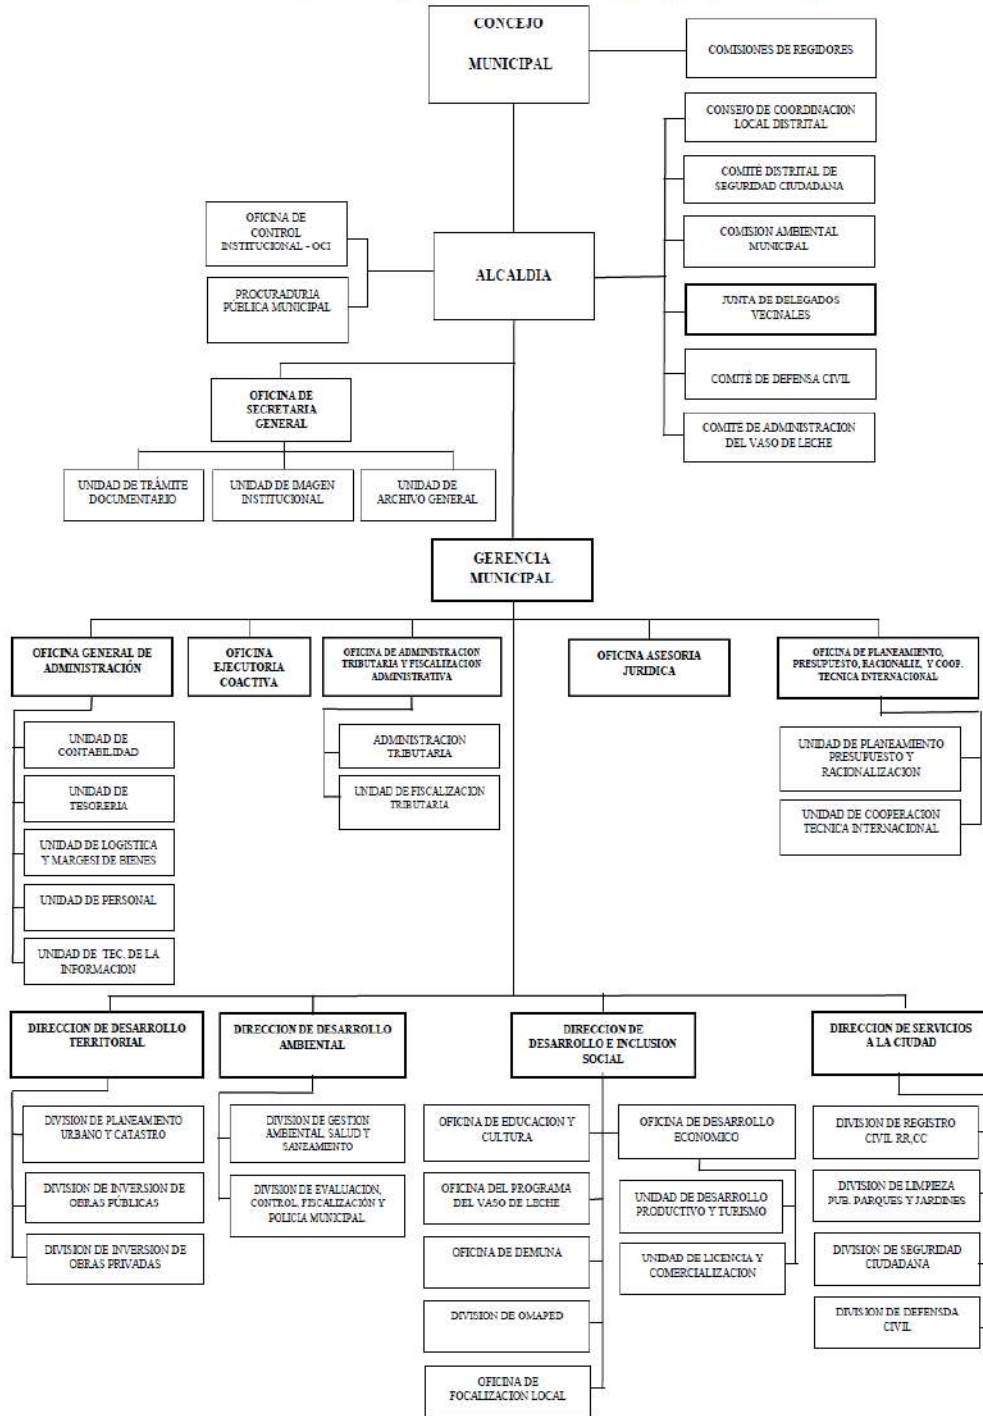 CONCEJO
MUNICIPAL
COMISIONES DE REGIDORES
CONSEJO DE COORDINACION
LOCAL DISTRITAL
COMITÉ DISTRITAL DE
SEGURIDAD CIUDADANA
COMISION AMBIENTAL
MUNICIPAL
JUNTA DE DELEGADOS
VECINALES
COMITÉ DE DEFENSA CIVIL
COMITÉ DE ADMINISTRACION
DEL VASO DE LECHE
OFICINA DE
CONTROL
INSTITUCIONAL - OCI
PROCURADURIA
PÚBLICA MUNICIPAL
ALCALDIA
OFICINA DE
SECRETARIA
GENERAL
UNIDAD DE TRÁMITE
DOCUMENTARIO
UNIDAD DE IMAGEN
INSTITUCIONAL
UNIDAD DE
ARCHIVO GENERAL
GERENCIA
MUNICIPAL
OFICINA GENERAL DE
ADMINISTRACIÓN
OFICINA
EJECUTORIA
COACTIVA
OFICINA DE ADMINISTRACION
TRIBUTARIA Y FISCALIZACION
ADMINISTRATIVA
OFICINA ASESORIA
JURIDICA
OFICINA DE PLANEAMIENTO,
PRESUPUESTO, RACIONALIZ, Y COOP.
TECNICA INTERNACIONAL
UNIDAD DE
CONTABILIDAD
UNIDAD DE
TESORERIA
UNIDAD DE LOGISTICA
Y MARGESI DE BIENES
UNIDAD DE PERSONAL
UNIDAD DE TEC. DE LA
INFORMACION
ADMINISTRACION
TRIBUTARIA
UNIDAD DE FISCALIZACION
TRIBUTARIA
UNIDAD DE PLANEAMIENTO
PRESUPUESTO Y
RACIONALIZACION
UNIDAD DE COOPERACION
TECNICA INTERNACIONAL
DIRECCION DE DESARROLLO
TERRITORIAL
DIRECCION DE DESARROLLO
AMBIENTAL
DIRECCION DE
DESARROLLO E INCLUSION
SOCIAL
DIRECCION DE SERVICIOS
A LA CIUDAD
DIVISION DE PLANEAMIENTO
URBANO Y CATASTRO
DIVISION DE INVERSION DE
OBRAS PÚBLICAS
DIVISION DE INVERSION DE
OBRAS PRIVADAS
DIVISION DE GESTION
AMBIENTAL, SALUD Y
SANEAMIENTO
DIVISION DE EVALUACION,
CONTROL, FISCALIZACIÓN Y
POLICIA MUNICIPAL
OFICINA DE EDUCACION Y
CULTURA
OFICINA DEL PROGRAMA
DEL VASO DE LECHE
OFICINA DE DEMUNA
DIVISION DE OMAPED
OFICINA DE
FOCALIZACION LOCAL
OFICINA DE DESARROLLO
ECONOMICO
UNIDAD DE DESARROLLO
PRODUCTIVO Y TURISMO
UNIDAD DE LICENCIA Y
COMERCIALIZACION
DIVISION DE REGISTRO
CIVIL RR,CC
DIVISION DE LIMPIEZA
PUB. PARQUES Y JARDINES
DIVISION DE SEGURIDAD
CIUDADANA
DIVISION DE DEFENSDA
CIVIL